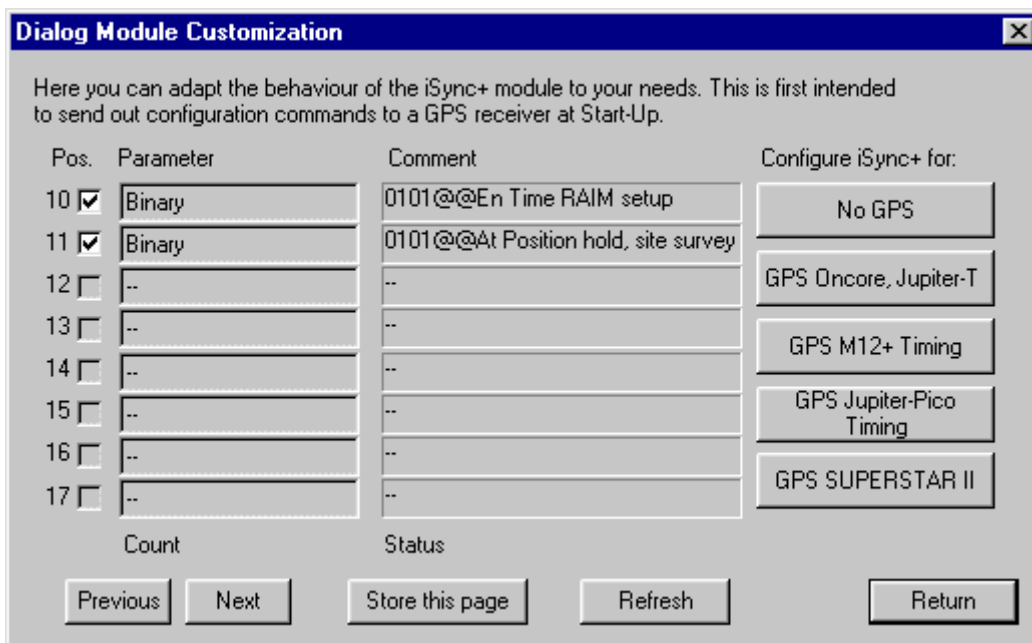 Dialog Module Customization
Here you can adapt the behaviour of the iSync+ module to your needs. This is first intended
to send out configuration commands to a GPS receiver at Start-Up.
Pos. Parameter Comment Configure iSync+ for:
10 Binary 0101@@En Time RAIM setup No GPS
11 Binary 0101@@At Position hold, site survey
12 -- -- GPS Oncore, Jupiter-T
13 -- --
14 -- -- GPS M12+ Timing
15 -- -- GPS Jupiter-Pico
Timing
16 -- --
17 -- -- GPS SUPERSTAR II
Count Status
Previous Next Store this page Refresh Return